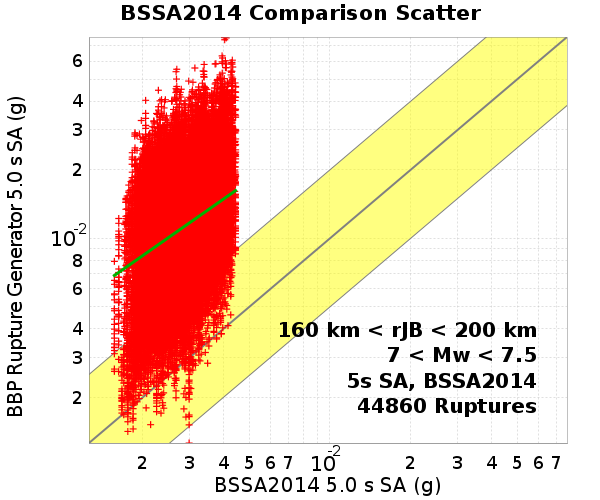 BSSA2014 Comparison Scatter
BBP Rupture Generator 5.0 s SA (g)
6
4
3
2
10-2
8
6
4
3
2
160 km < rJB < 200 km
7 < Mw < 7.5
5s SA, BSSA2014
44860 Ruptures
2 3 4 5 6 7 10-2 2 3 4 5 6 7
BSSA2014 5.0 s SA (g)